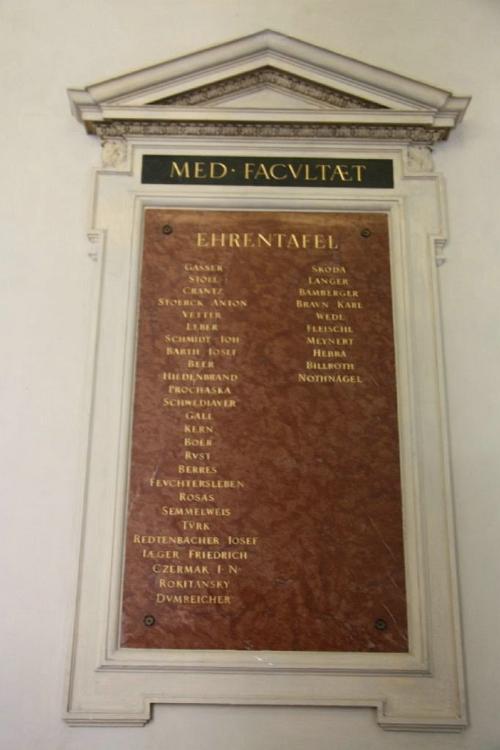 MED · FACVLTÆT
EHRENTAFEL
GASSER
STOLL
CRANTZ
STOERCK ANTON
VETTER
LEBER
SCHMIDT IOH
BARTH IOSEF
BEER
HILDENBRAND
PROCHASKA
SCHWEDIAVER
GALL
KERN
BOER
RVST
BERRES
FEVCHTERSLEBEN
ROSAS
SEMMELWEIS
TVRK
REDTENBACHER IOSEF
IÆGER FRIEDRICH
CZERMAK I·N·
ROKITANSKY
DVMREICHER
SKODA
LANGER
BAMBERGER
BRAVN KARL
WEDL
FLEISCHL
MEYNERT
HEBRA
BILLROTH
NOTHNAGEL